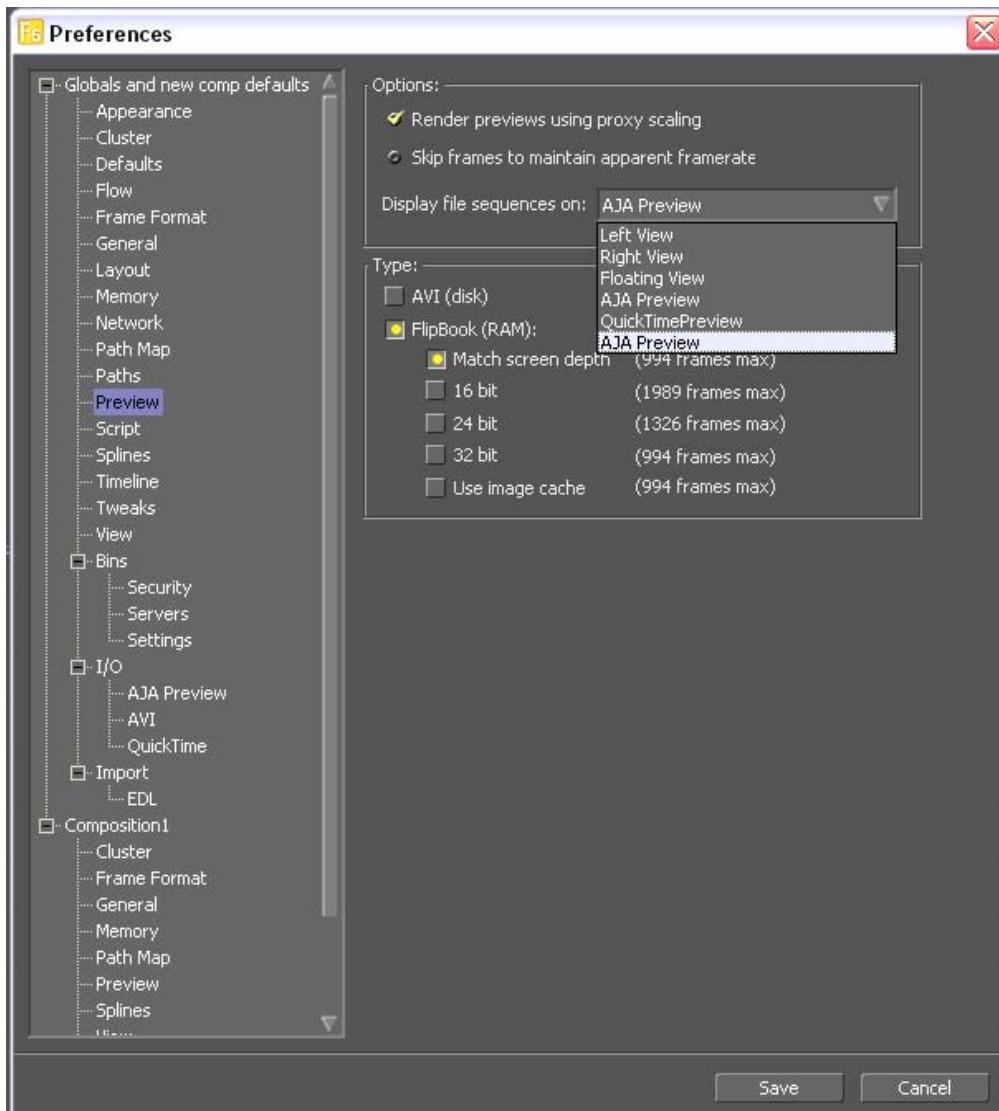 F6 Preferences
Globals and new comp defaults
Appearance
Cluster
Defaults
Flow
Frame Format
General
Layout
Memory
Network
Path Map
Paths
Preview
Script
Splines
Timeline
Tweaks
View
Bins
Security
Servers
Settings
I/O
AJA Preview
AVI
QuickTime
Import
EDL
Composition1
Cluster
Frame Format
General
Memory
Path Map
Preview
Splines
View
Options:
Render previews using proxy scaling
Skip frames to maintain apparent framerate
Display file sequences on: AJA Preview
Left View
Right View
Floating View
AJA Preview
QuickTimePreview
AJA Preview
Type:
AVI (disk)
FlipBook (RAM):
Match screen depth (994 frames max)
16 bit (1989 frames max)
24 bit (1326 frames max)
32 bit (994 frames max)
Use image cache (994 frames max)
Save Cancel